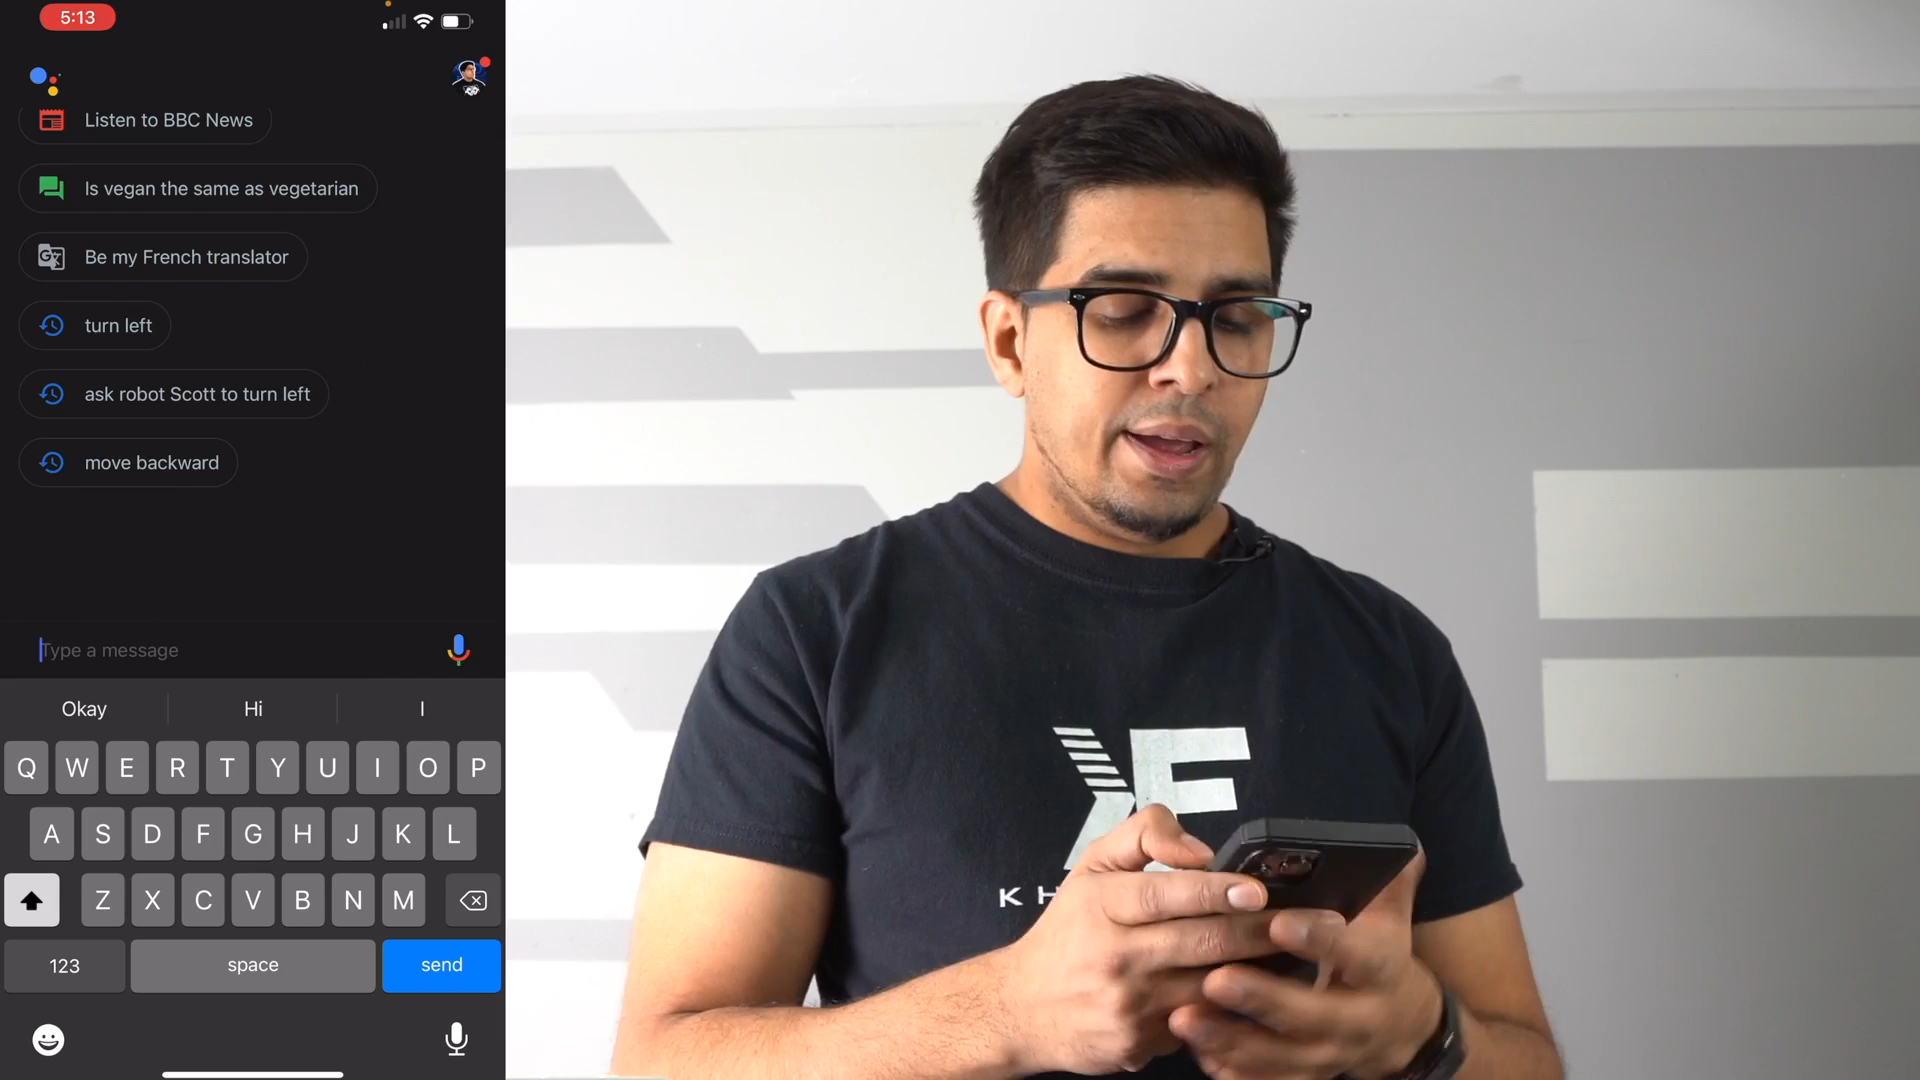 5:13
Listen to BBC News
Is vegan the same as vegetarian
Be my French translator
turn left
ask robot Scott to turn left
move backward
Type a message
Okay Hi I
Q W E R T Y U I O P
A S D F G H J K L
Z X C V B N M
123 space send
KF
K H